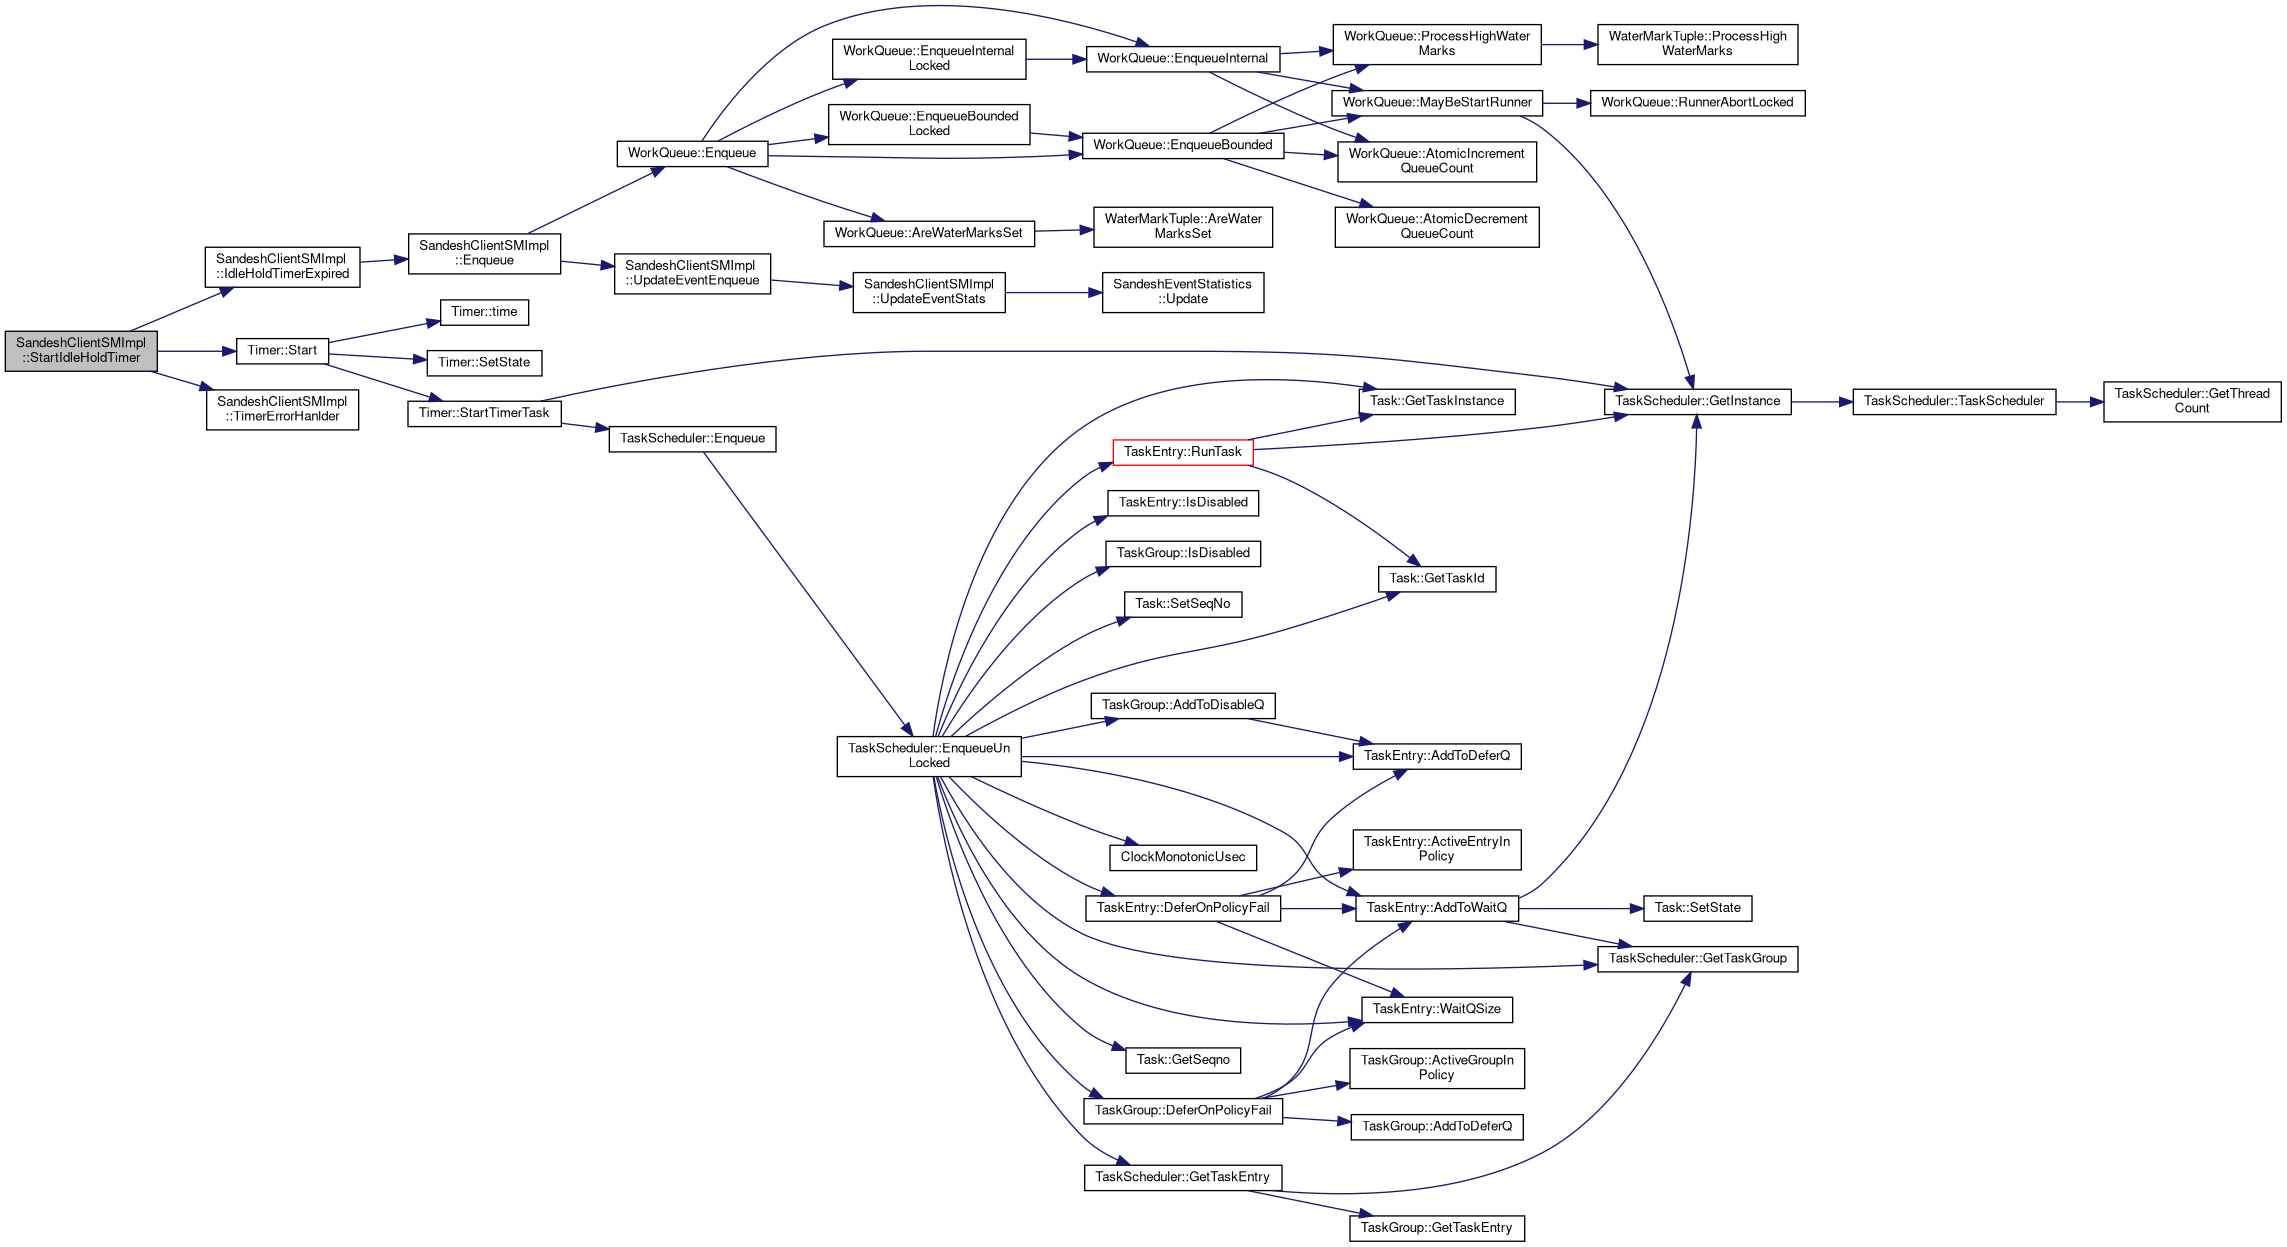 SandeshClientSMImpl
::StartIdleHoldTimer
SandeshClientSMImpl
::IdleHoldTimerExpired
Timer::Start
SandeshClientSMImpl
::TimerErrorHanlder
SandeshClientSMImpl
::Enqueue
Timer::time
Timer::SetState
Timer::StartTimerTask
WorkQueue::Enqueue
SandeshClientSMImpl
::UpdateEventEnqueue
TaskScheduler::Enqueue
WorkQueue::EnqueueInternal
Locked
WorkQueue::EnqueueBounded
Locked
WorkQueue::AreWaterMarksSet
SandeshClientSMImpl
::UpdateEventStats
TaskScheduler::EnqueueUn
Locked
WorkQueue::EnqueueInternal
WorkQueue::EnqueueBounded
WaterMarkTuple::AreWater
MarksSet
SandeshEventStatistics
::Update
TaskEntry::RunTask
TaskEntry::IsDisabled
TaskGroup::IsDisabled
Task::SetSeqNo
TaskGroup::AddToDisableQ
ClockMonotonicUsec
TaskEntry::DeferOnPolicyFail
Task::GetSeqno
TaskGroup::DeferOnPolicyFail
TaskScheduler::GetTaskEntry
WorkQueue::ProcessHighWater
Marks
WorkQueue::MayBeStartRunner
WorkQueue::AtomicIncrement
QueueCount
WorkQueue::AtomicDecrement
QueueCount
Task::GetTaskInstance
Task::GetTaskId
TaskEntry::AddToDeferQ
TaskEntry::ActiveEntryIn
Policy
TaskEntry::AddToWaitQ
TaskEntry::WaitQSize
TaskGroup::ActiveGroupIn
Policy
TaskGroup::AddToDeferQ
TaskGroup::GetTaskEntry
WaterMarkTuple::ProcessHigh
WaterMarks
WorkQueue::RunnerAbortLocked
TaskScheduler::GetInstance
Task::SetState
TaskScheduler::GetTaskGroup
TaskScheduler::TaskScheduler
TaskScheduler::GetThread
Count